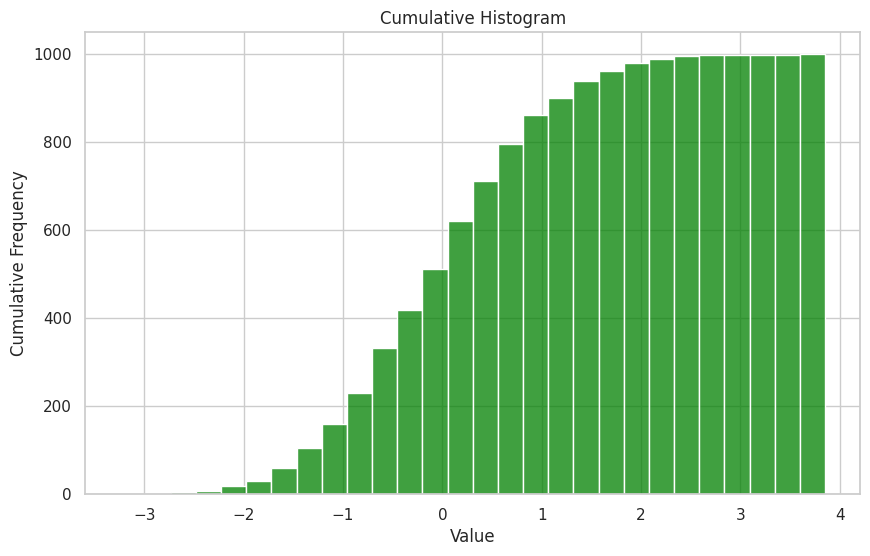 Cumulative Histogram
1000
800
600
400
200
0
Cumulative Frequency
−3 −2 −1 0 1 2 3 4
Value